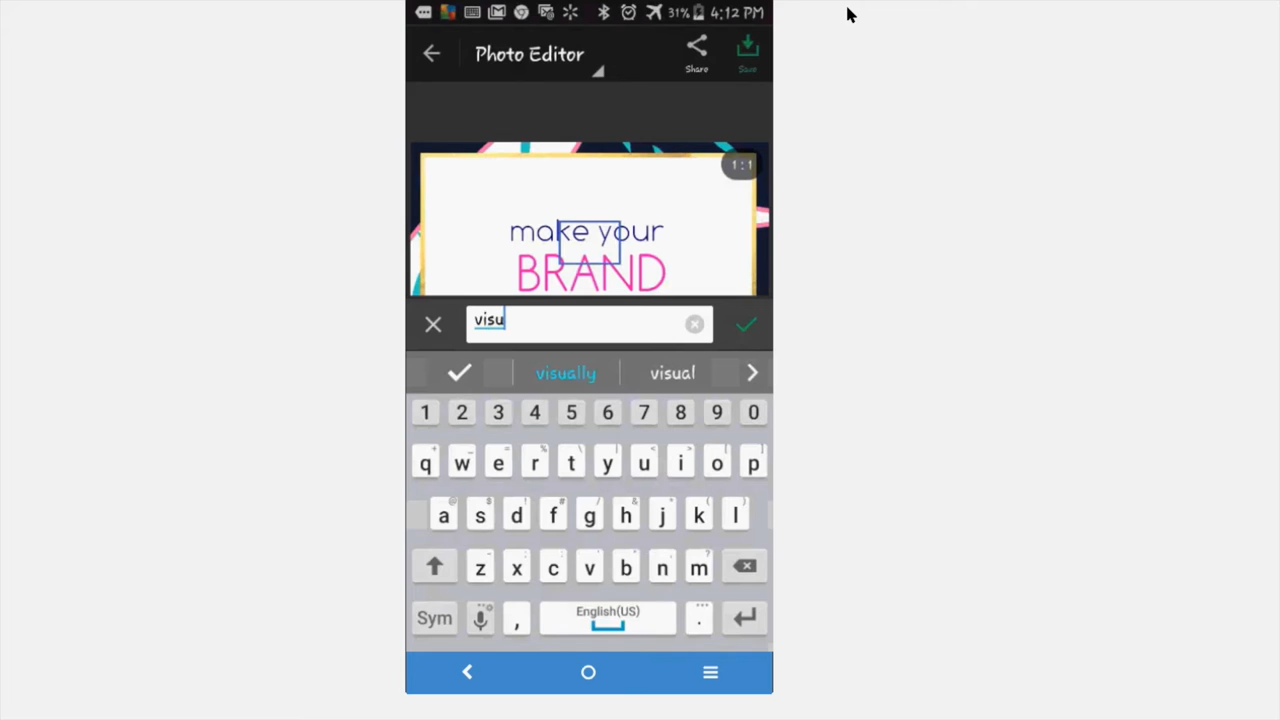 31% 4:12 PM
Photo Editor
Share
Save
1:1
make your
BRAND
visu
visually visual
1 2 3 4 5 6 7 8 9 0
q w e r t y u i o p
a s d f g h j k l
z x c v b n m
Sym , English(US) .